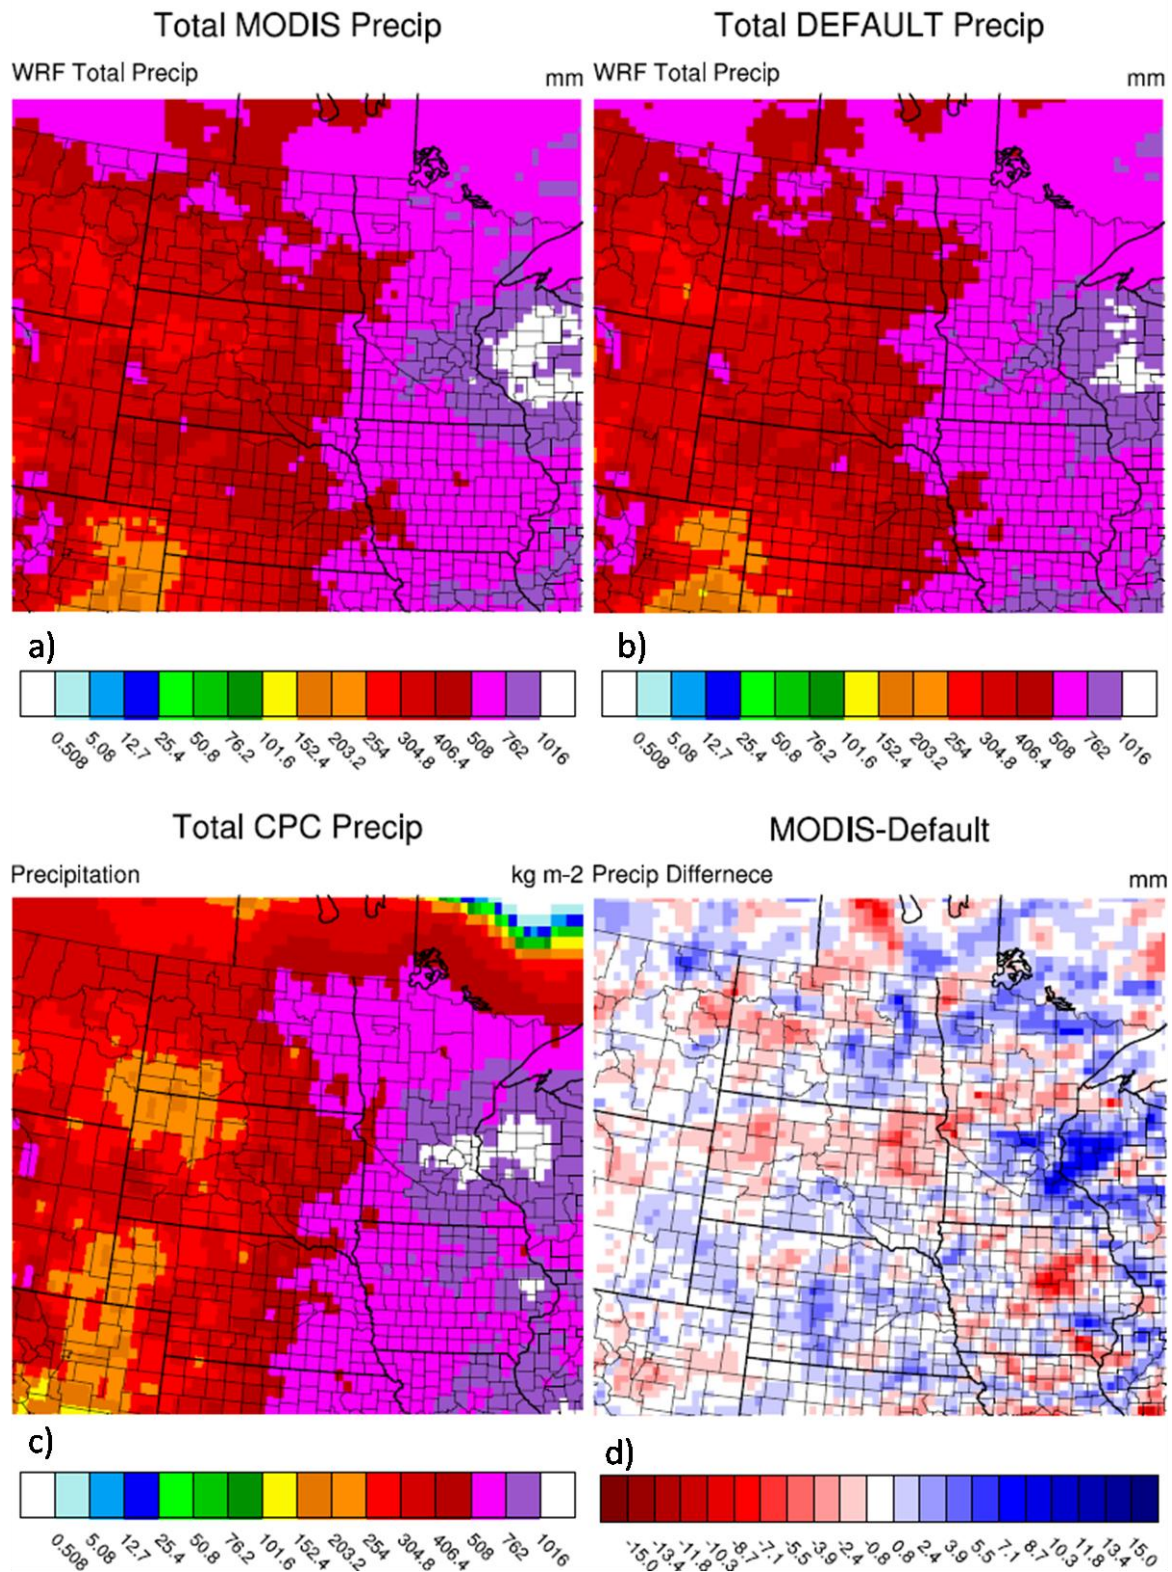 Total MODIS Precip
Total DEFAULT Precip
WRF Total Precip mm
WRF Total Precip mm
a)
b)
0.508 5.08 12.7 25.4 50.8 76.2 101.6 152.4 203.2 254 304.8 406.4 508 762 1016
0.508 5.08 12.7 25.4 50.8 76.2 101.6 152.4 203.2 254 304.8 406.4 508 762 1016
Total CPC Precip
MODIS-Default
Precipitation kg m-2
Precip Differnece mm
c)
d)
0.508 5.08 12.7 25.4 50.8 76.2 101.6 152.4 203.2 254 304.8 406.4 508 762 1016
-15.0 -13.4 -11.8 -10.3 -8.7 -7.1 -5.5 -3.9 -2.4 -0.8 0.8 2.4 3.9 5.5 7.1 8.7 10.3 11.8 13.4 15.0